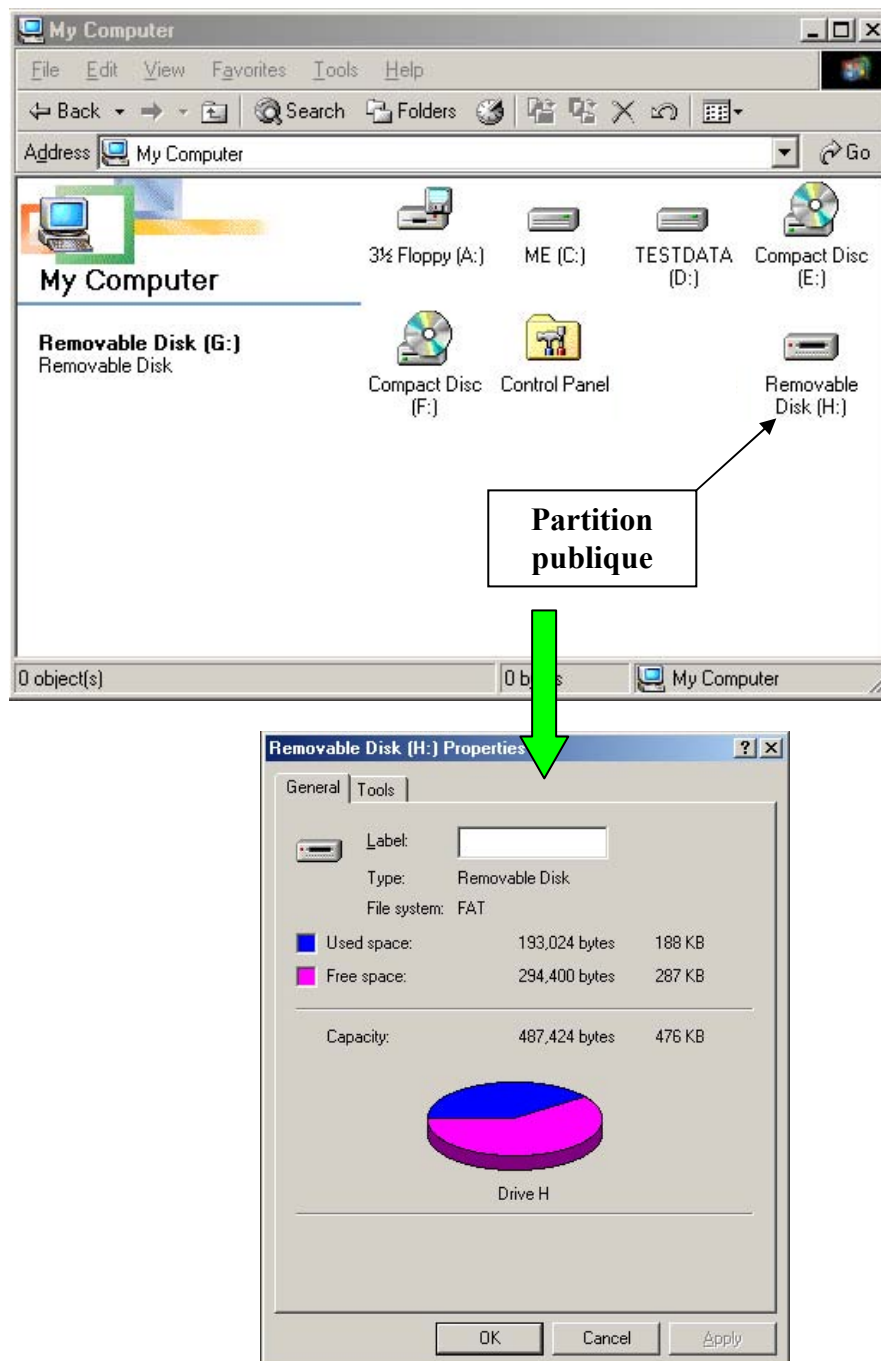 My Computer
File Edit View Favorites Tools Help
Back Search Folders
Address My Computer Go
My Computer
Removable Disk (G:)
Removable Disk
3½ Floppy (A:)
ME (C:)
TESTDATA
(D:)
Compact Disc
(E:)
Compact Disc
(F:)
Control Panel
Removable
Disk (H:)
Partition
publique
0 object(s) 0 My Computer
Removable Disk (H:) Properties
General Tools
Label:
Type: Removable Disk
File system: FAT
Used space: 193,024 bytes 188 KB
Free space: 294,400 bytes 287 KB
Capacity: 487,424 bytes 476 KB
Drive H
OK Cancel Apply